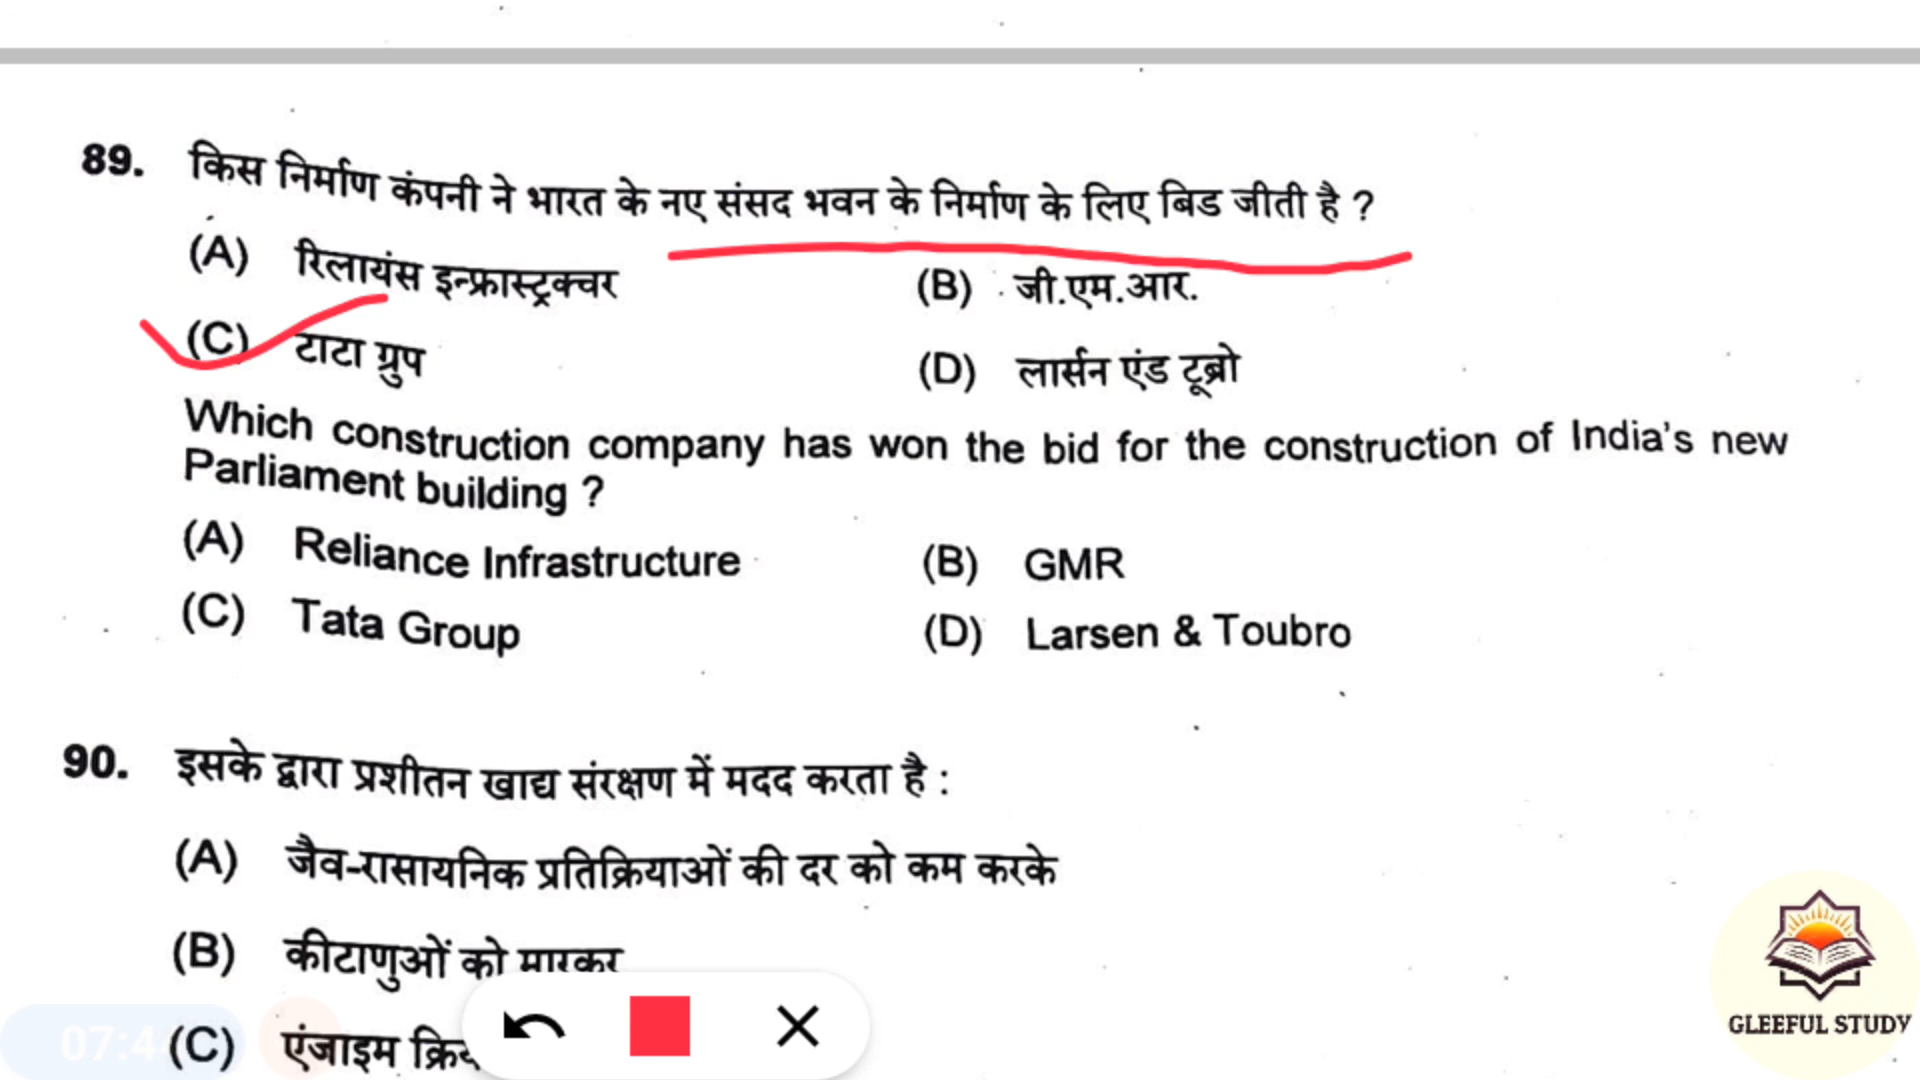 89. किस निर्माण कंपनी ने भारत के नए संसद भवन के निर्माण के लिए बिड जीती है ?
(A) रिलायंस इन्फ्रास्ट्रक्चर (B) जी.एम.आर.
(C) टाटा ग्रुप (D) लार्सन एंड टूब्रो
Which construction company has won the bid for the construction of India's new
Parliament building ?
(A) Reliance Infrastructure (B) GMR
(C) Tata Group (D) Larsen & Toubro
90. इसके द्वारा प्रशीतन खाद्य संरक्षण में मदद करता है :
(A) जैव-रासायनिक प्रतिक्रियाओं की दर को कम करके
(B) कीटाणुओं को मारकर
(C) एंजाइम
GLEEFUL STUDY